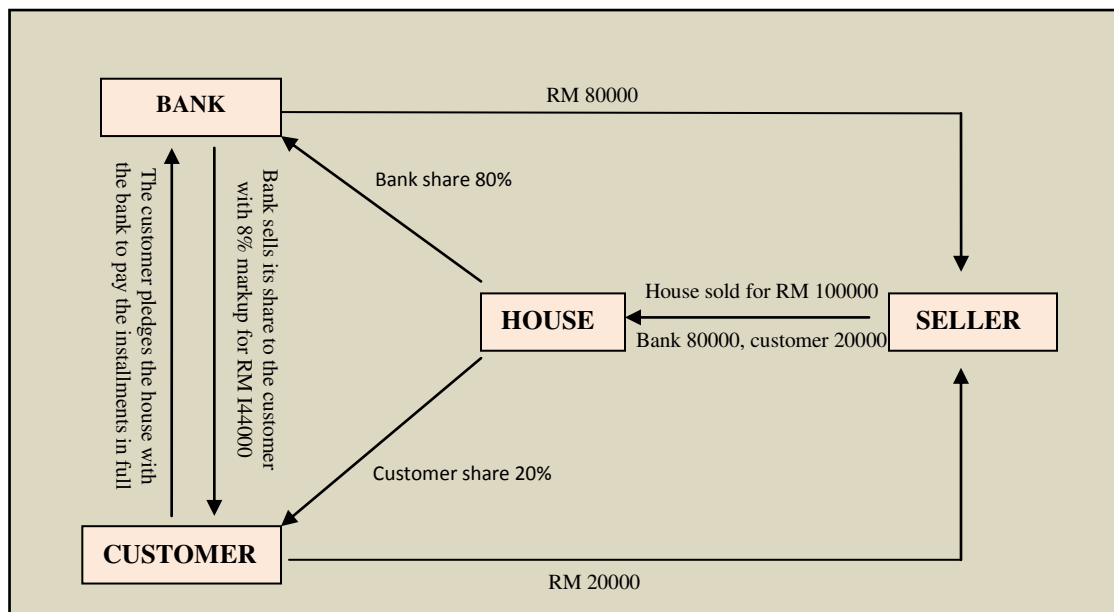 BANK
RM 80000
Bank share 80%
The customer pledges the house with
the bank to pay the installments in full
Bank sells its share to the customer
with 8% markup for RM I44000
House sold for RM 100000
HOUSE
SELLER
Bank 80000, customer 20000
Customer share 20%
CUSTOMER
RM 20000